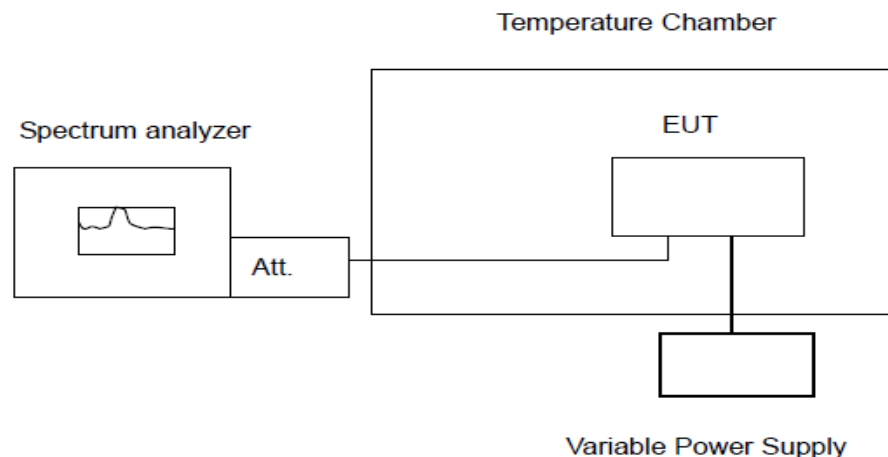 Temperature Chamber
Spectrum analyzer
EUT
Att.
Variable Power Supply